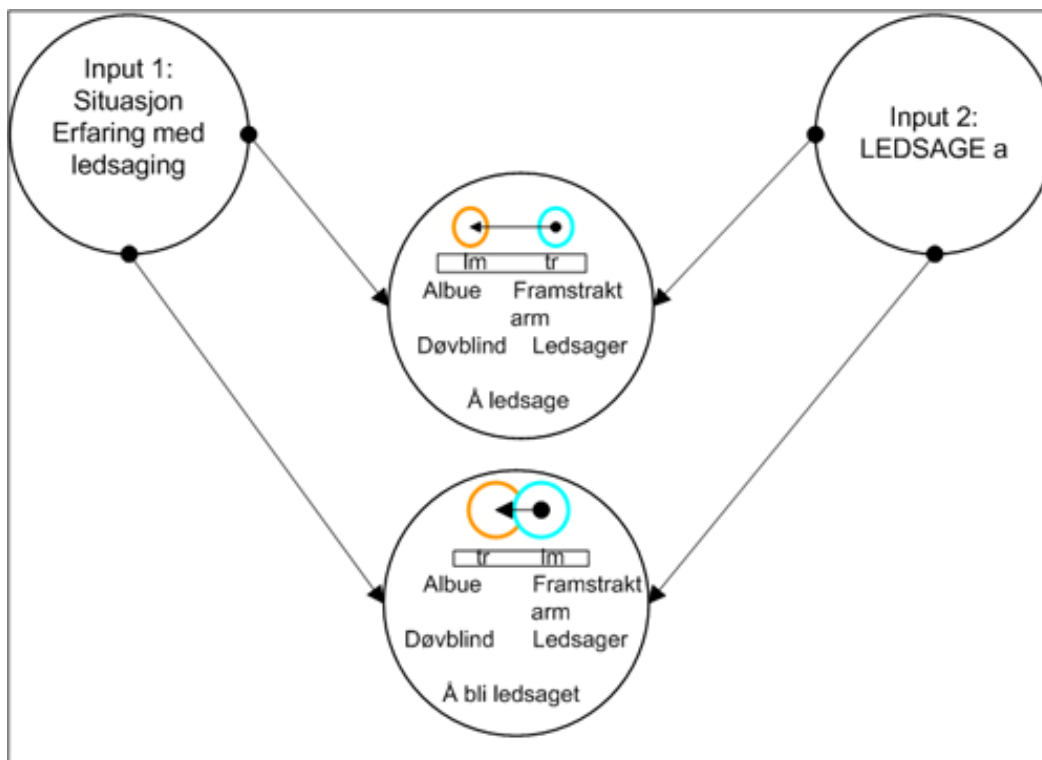 Input 1:
Situasjon
Erfaring med
ledsaging
Input 2:
LEDSAGE a
lm tr
Albue Framstrakt
arm
Døvblind Ledsager
Å ledsage
tr lm
Albue Framstrakt
arm
Døvblind Ledsager
Å bli ledsaget